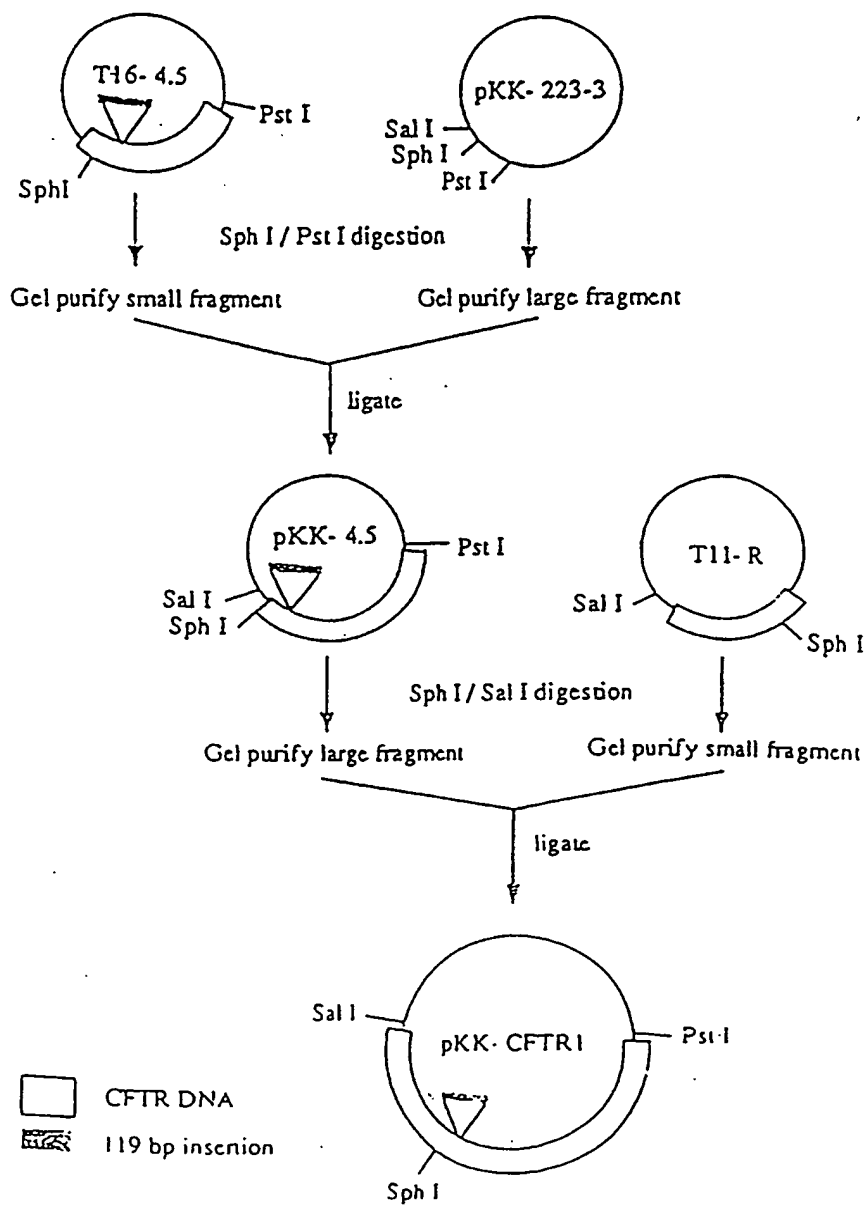 T16-4.5
Pst I
SphI
pKK-223-3
Sal I
Sph I
Pst I
Sph I / Pst I digestion
Gel purify small fragment
Gel purify large fragment
ligate
pKK-4.5
Pst I
Sal I
Sph I
T11-R
Sal I
Sph I
Sph I / Sal I digestion
Gel purify large fragment
Gel purify small fragment
ligate
Sal I
pKK-CFTR1
Pst I
Sph I
CFTR DNA
119 bp insertion